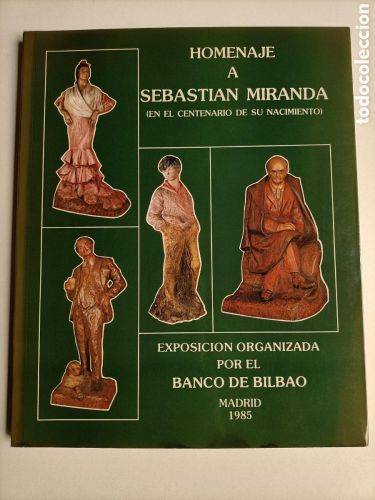 HOMENAJE
A
SEBASTIAN MIRANDA
(EN EL CENTENARIO DE SU NACIMIENTO)
EXPOSICION ORGANIZADA
POR EL
BANCO DE BILBAO
MADRID
1985
todocoleccion